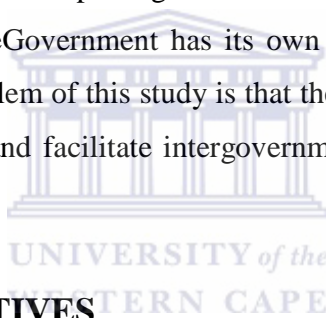 eGovernment has its own
lem of this study is that the
and facilitate intergovernm
UNIVERSITY of the
WESTERN CAPE
TIVES